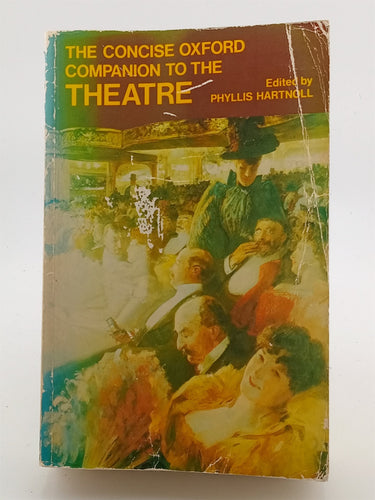 THE CONCISE OXFORD
COMPANION TO THE
THEATRE
Edited by
PHYLLIS HARTNOLL